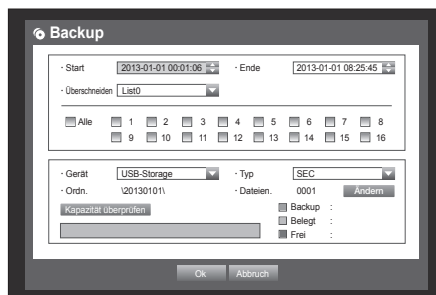 Backup
· Start 2013-01-01 00:01:06 · Ende 2013-01-01 08:25:45
· Überschneiden List0
Alle 1 2 3 4 5 6 7 8
9 10 11 12 13 14 15 16
· Gerät USB-Storage · Typ SEC
· Ordn. \20130101\ · Dateien. 0001 Ändern
Kapazität überprüfen Backup :
Belegt :
Frei :
Ok Abbruch